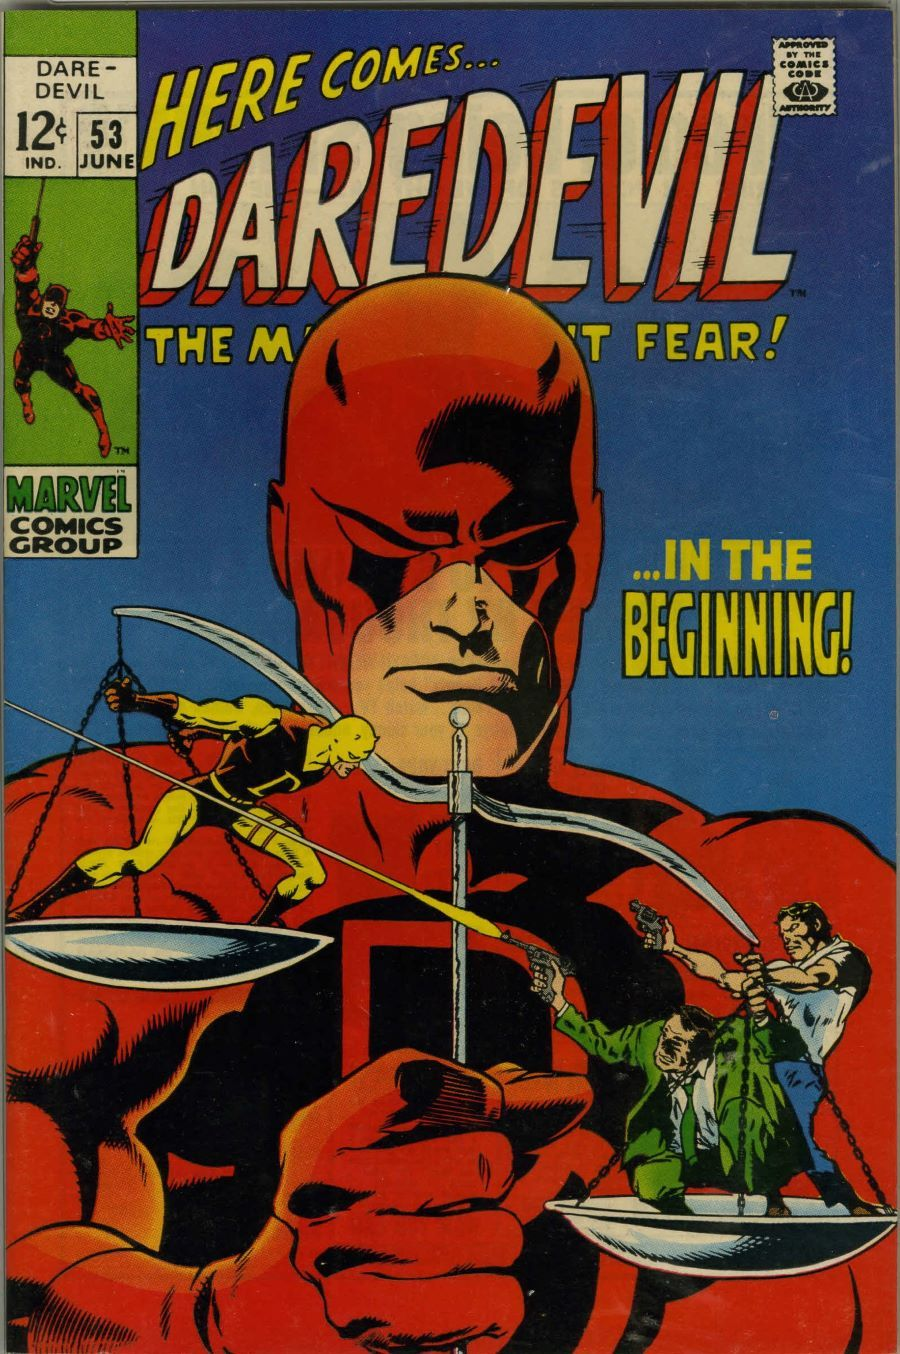 DARE-
DEVIL
12¢
IND.
53
JUNE
MARVEL
COMICS
GROUP
HERE COMES...
DAREDEVIL
THE M T FEAR!
APPROVED
BY THE
COMICS
CODE
CA
AUTHORITY
TM
TM
...IN THE
BEGINNING!
D
D